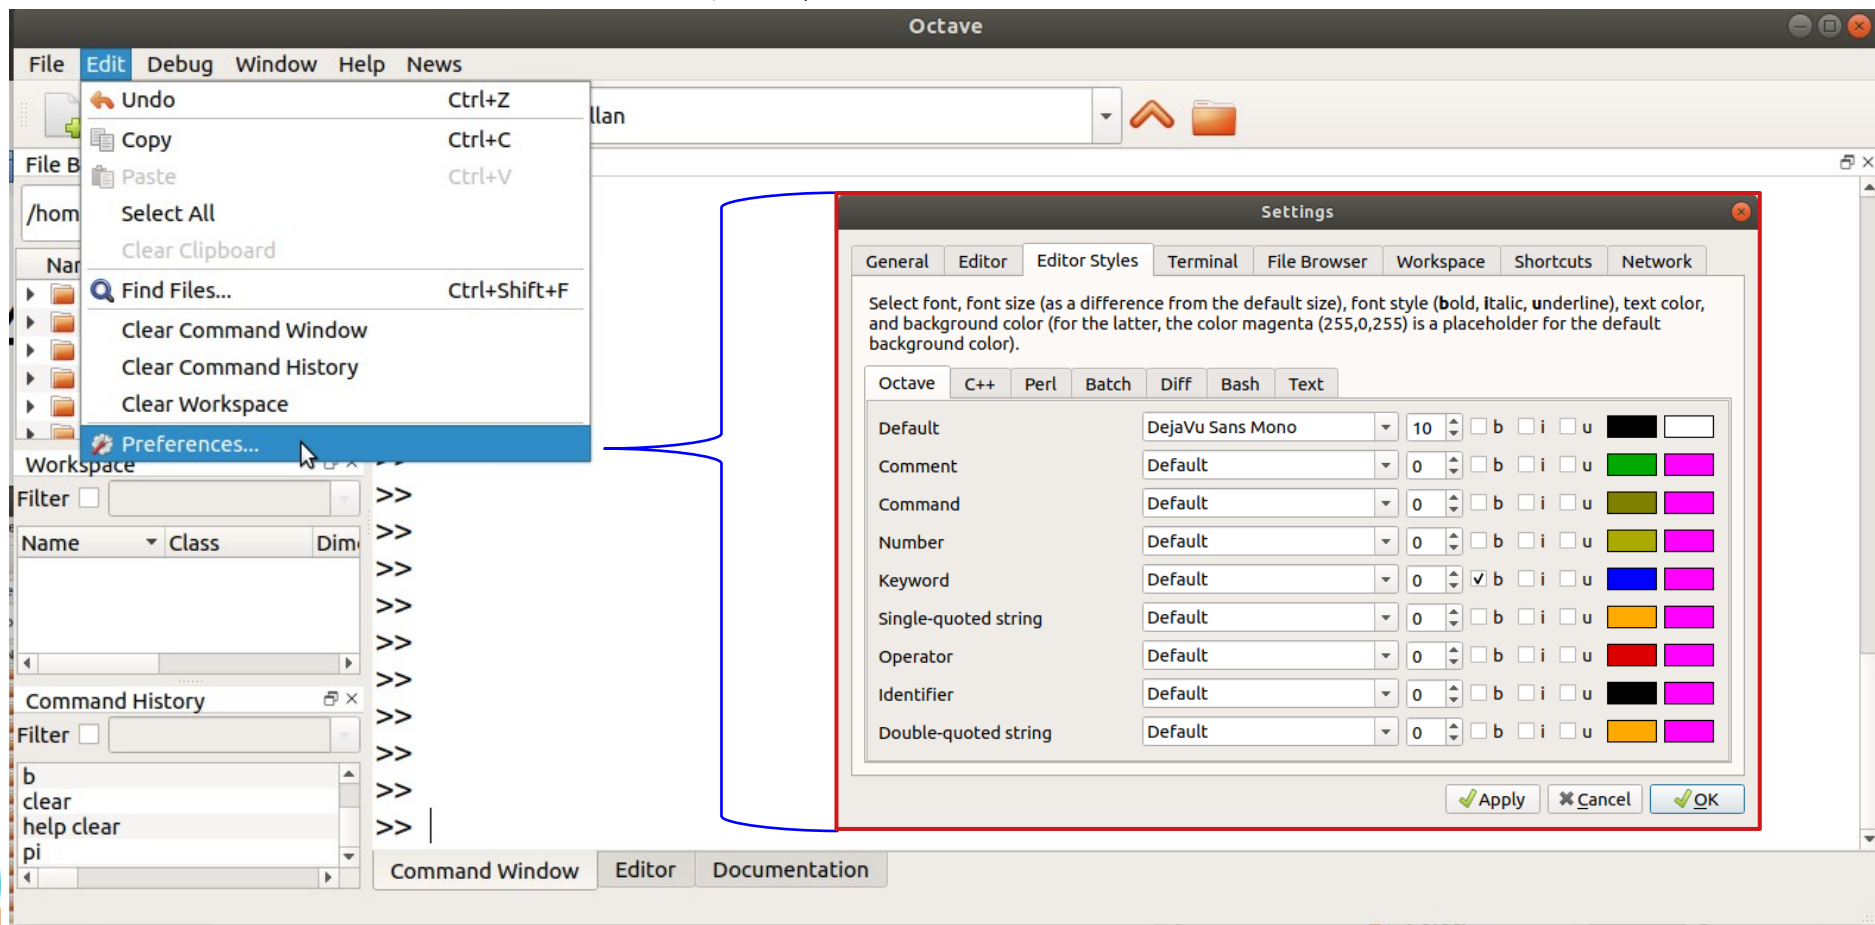 Octave
File Edit Debug Window Help News
Undo Ctrl+Z
Copy Ctrl+C
Paste Ctrl+V
Select All
Clear Clipboard
Find Files... Ctrl+Shift+F
Clear Command Window
Clear Command History
Clear Workspace
Preferences...
llan
File B
/hom
Nar
Workspace
Filter
Name Class Dim
Command History
Filter
b
clear
help clear
pi
>>
>>
>>
>>
>>
>>
>>
>>
>>
>>
>>
Command Window Editor Documentation
Settings
General Editor Editor Styles Terminal File Browser Workspace Shortcuts Network
Select font, font size (as a difference from the default size), font style (bold, italic, underline), text color,
and background color (for the latter, the color magenta (255,0,255) is a placeholder for the default
background color).
Octave C++ Perl Batch Diff Bash Text
Default DejaVu Sans Mono 10 b i u
Comment Default 0 b i u
Command Default 0 b i u
Number Default 0 b i u
Keyword Default 0 b i u
Single-quoted string Default 0 b i u
Operator Default 0 b i u
Identifier Default 0 b i u
Double-quoted string Default 0 b i u
Apply Cancel OK